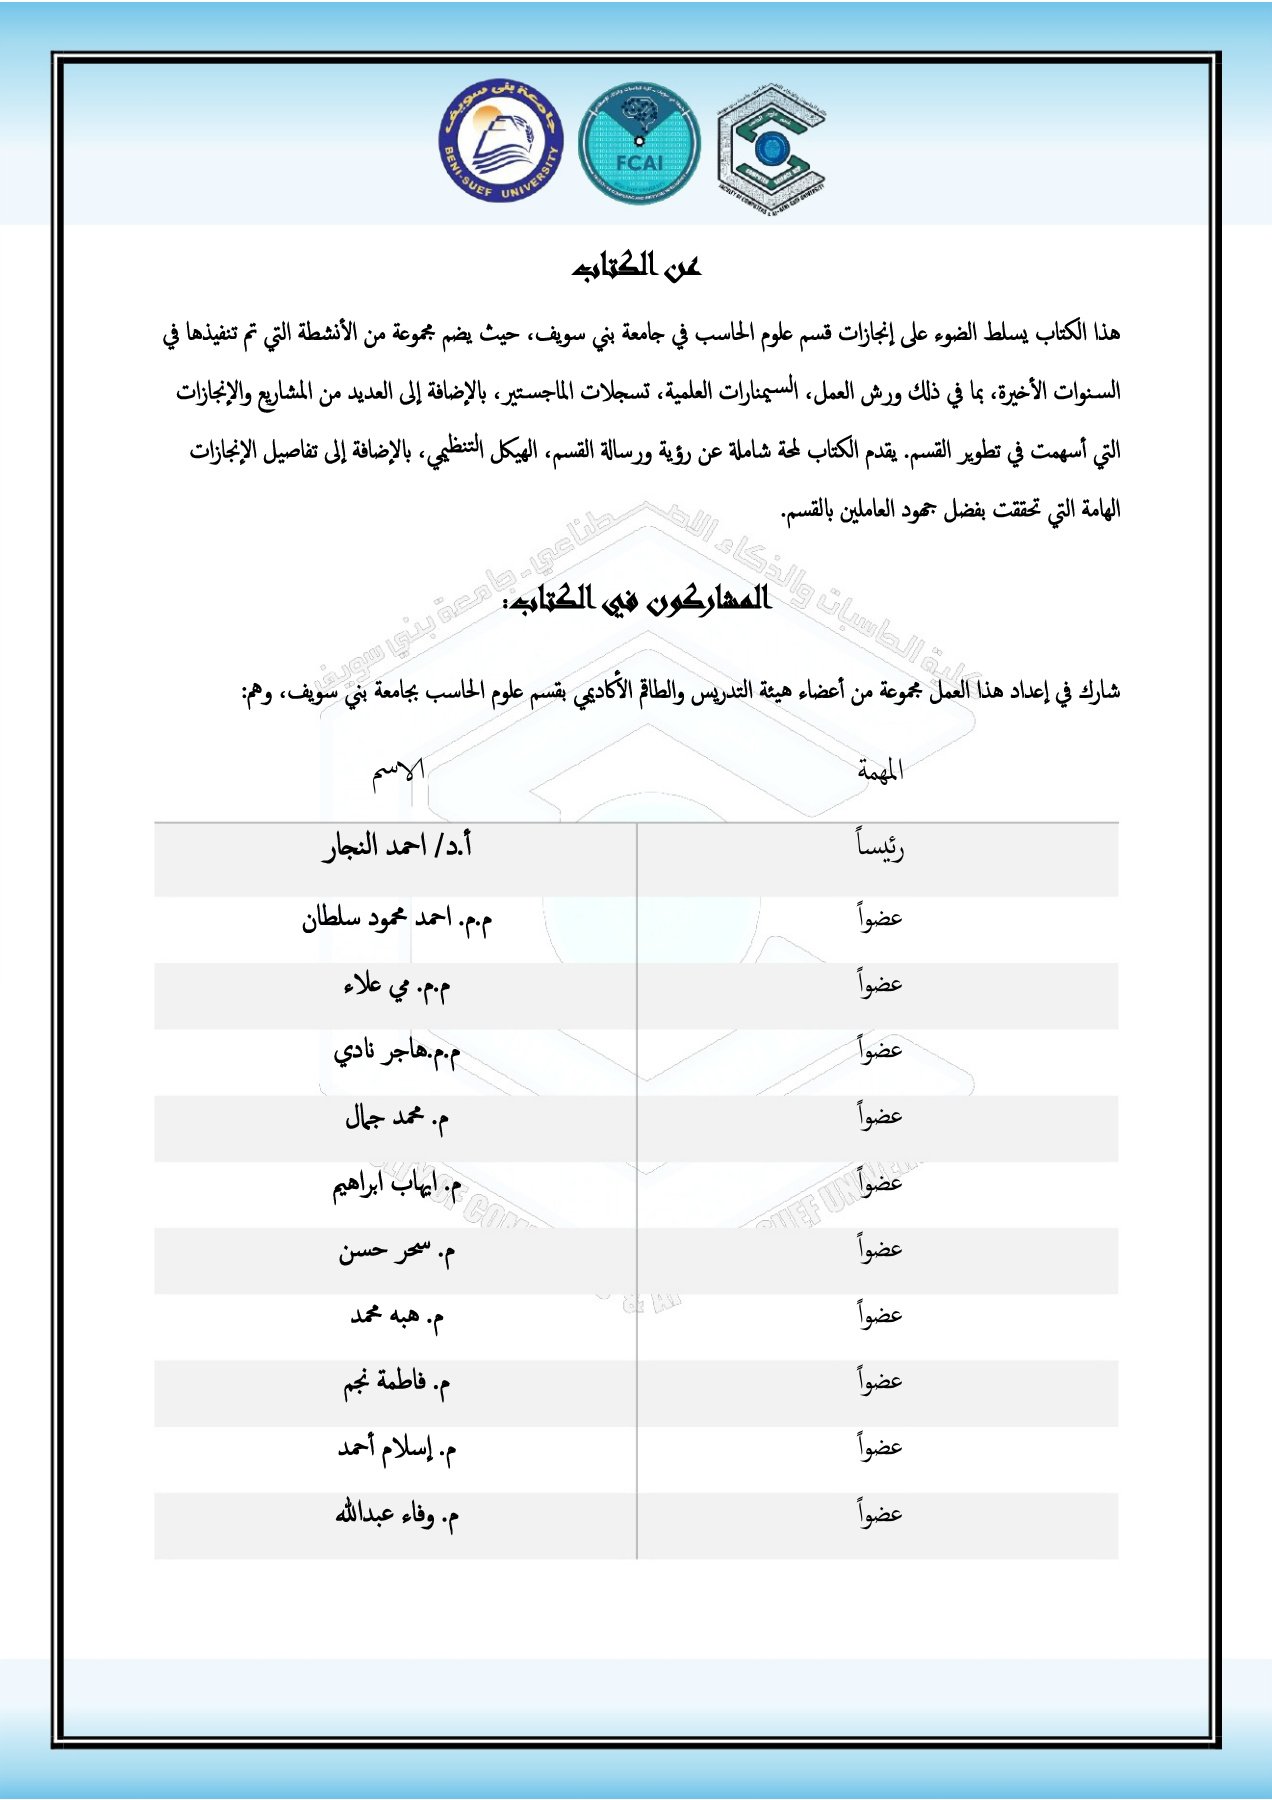 جامعة بنى سويف
BENI-SUEF UNIVERSITY
FCAI
عن الكتاب
هذا الكتاب يسلط الضوء على إنجازات قسم علوم الحاسب في جامعة بني سويف، حيث يضم مجموعة من الأنشطة التي تم تنفيذها في
السنوات الأخيرة، بما في ذلك ورش العمل، السيمنارات العلمية، تسجلات الماجستير، بالإضافة إلى العديد من المشاريع والإنجازات
التي أسهمت في تطوير القسم. يقدم الكتاب لمحة شاملة عن رؤية ورسالة القسم، الهيكل التنظيمي، بالإضافة إلى تفاصيل الإنجازات
الهامة التي تحققت بفضل جهود العاملين بالقسم.
المشاركون في الكتاب:
شارك في إعداد هذا العمل مجموعة من أعضاء هيئة التدريس والطاقم الأكاديمي بقسم علوم الحاسب بجامعة بني سويف، وهم:
المهمة الاسم
رئيساً أ.د/ احمد النجار
عضواً م.م. احمد محمود سلطان
عضواً م.م. مي علاء
عضواً م.م.هاجر نادي
عضواً م. محمد جمال
عضواً م. ايهاب ابراهيم
عضواً م. سحر حسن
عضواً م. هبه محمد
عضواً م. فاطمة نجم
عضواً م. إسلام أحمد
عضواً م. وفاء عبدالله